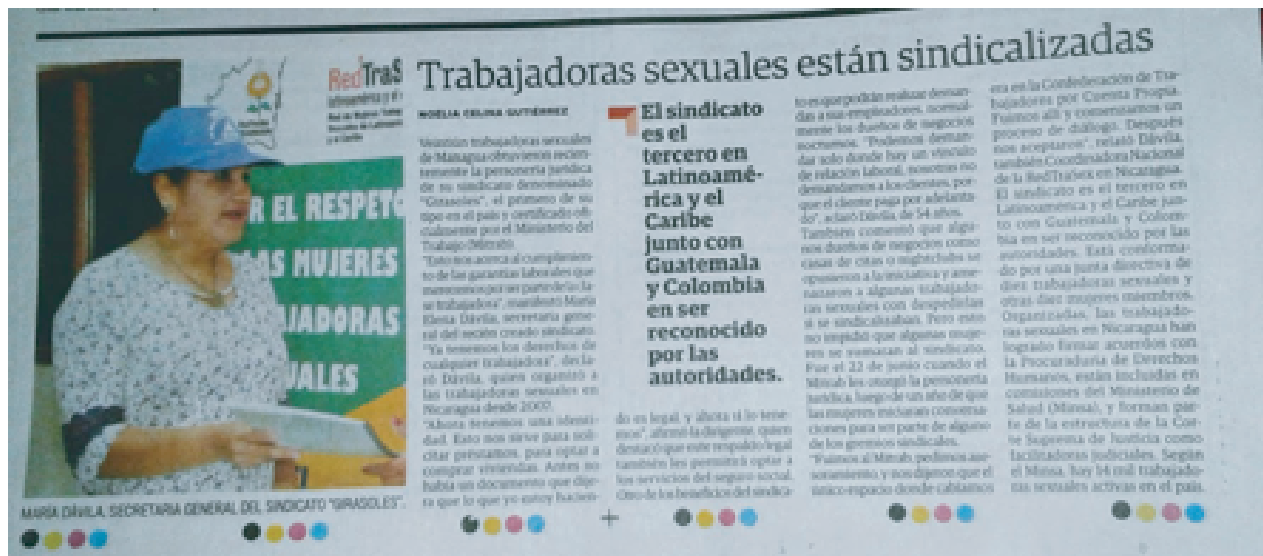 RedTraS
Trabajadoras sexuales están sindicalizadas
R EL RESPETO
LAS MUJERES
JADORAS
UALES
MARÍA DÁVILA, SECRETARIA GENERAL DEL SINDICATO "GIRASOLES".
NOELIA CELINA GUTIÉRREZ
Veintiún trabajadoras sexuales
de Managua obtuvieron recien-
temente la personería jurídica
de su sindicato denominado
"Girasoles", el primero de su
tipo en el país y certificado ofi-
cialmente por el Ministerio del
Trabajo (Mitrab).
"Esto nos acerca al cumplimien-
to de las garantías laborales que
merecemos por ser parte de la cla-
se trabajadora", manifestó María
Elena Dávila, secretaria gene-
ral del recién creado sindicato.
"Ya tenemos los derechos de
cualquier trabajadora", decla-
ró Dávila, quien organizó a
las trabajadoras sexuales en
Nicaragua desde 2007.
"Ahora tenemos una identi-
dad. Esto nos sirve para soli-
citar préstamos, para optar a
comprar viviendas. Antes no
había un documento que dije-
ra que lo que yo estoy hacien-
El sindicato
es el
tercero en
Latinoamé-
rica y el
Caribe
junto con
Guatemala
y Colombia
en ser
reconocido
por las
autoridades.
do es legal, y ahora sí lo tene-
mos", afirmó la dirigente, quien
destacó que este respaldo legal
también les permitirá optar a
los servicios del seguro social.
Otro de los beneficios del sindica-
to es que podrán realizar deman-
das a sus empleadores, normal-
mente los dueños de negocios
nocturnos. "Podemos deman-
dar solo donde hay un vínculo
de relación laboral, nosotras no
demandamos a los clientes, por-
que el cliente paga por adelanta-
do", aclaró Dávila, de 54 años.
También comentó que algu-
nos dueños de negocios como
casas de citas o nightclubs se
opusieron a la iniciativa y ame-
nazaron a algunas trabajado-
ras sexuales con despedirlas
si se sindicalizaban. Pero esto
no impidió que algunas muje-
res se sumaran al sindicato.
Fue el 22 de junio cuando el
Mitrab les otorgó la personería
jurídica, luego de un año de que
las mujeres iniciaran conversa-
ciones para ser parte de alguno
de los gremios sindicales.
"Fuimos al Mitrab, pedimos ase-
soramiento, y nos dijeron que el
único espacio donde cabíamos
era en la Confederación de Tra-
bajadores por Cuenta Propia.
Fuimos allí y comenzamos un
proceso de diálogo. Después
nos aceptaron", relató Dávila,
también Coordinadora Nacional
de la RedTraSex en Nicaragua.
El sindicato es el tercero en
Latinoamérica y el Caribe jun-
to con Guatemala y Colom-
bia en ser reconocido por las
autoridades. Está conforma-
do por una junta directiva de
diez trabajadoras sexuales y
otras diez mujeres miembros.
Organizadas, las trabajado-
ras sexuales en Nicaragua han
logrado firmar acuerdos con
la Procuraduría de Derechos
Humanos, están incluidas en
comisiones del Ministerio de
Salud (Minsa), y forman par-
te de la estructura de la Cor-
te Suprema de Justicia como
facilitadoras judiciales. Según
el Minsa, hay 14 mil trabajado-
ras sexuales activas en el país.